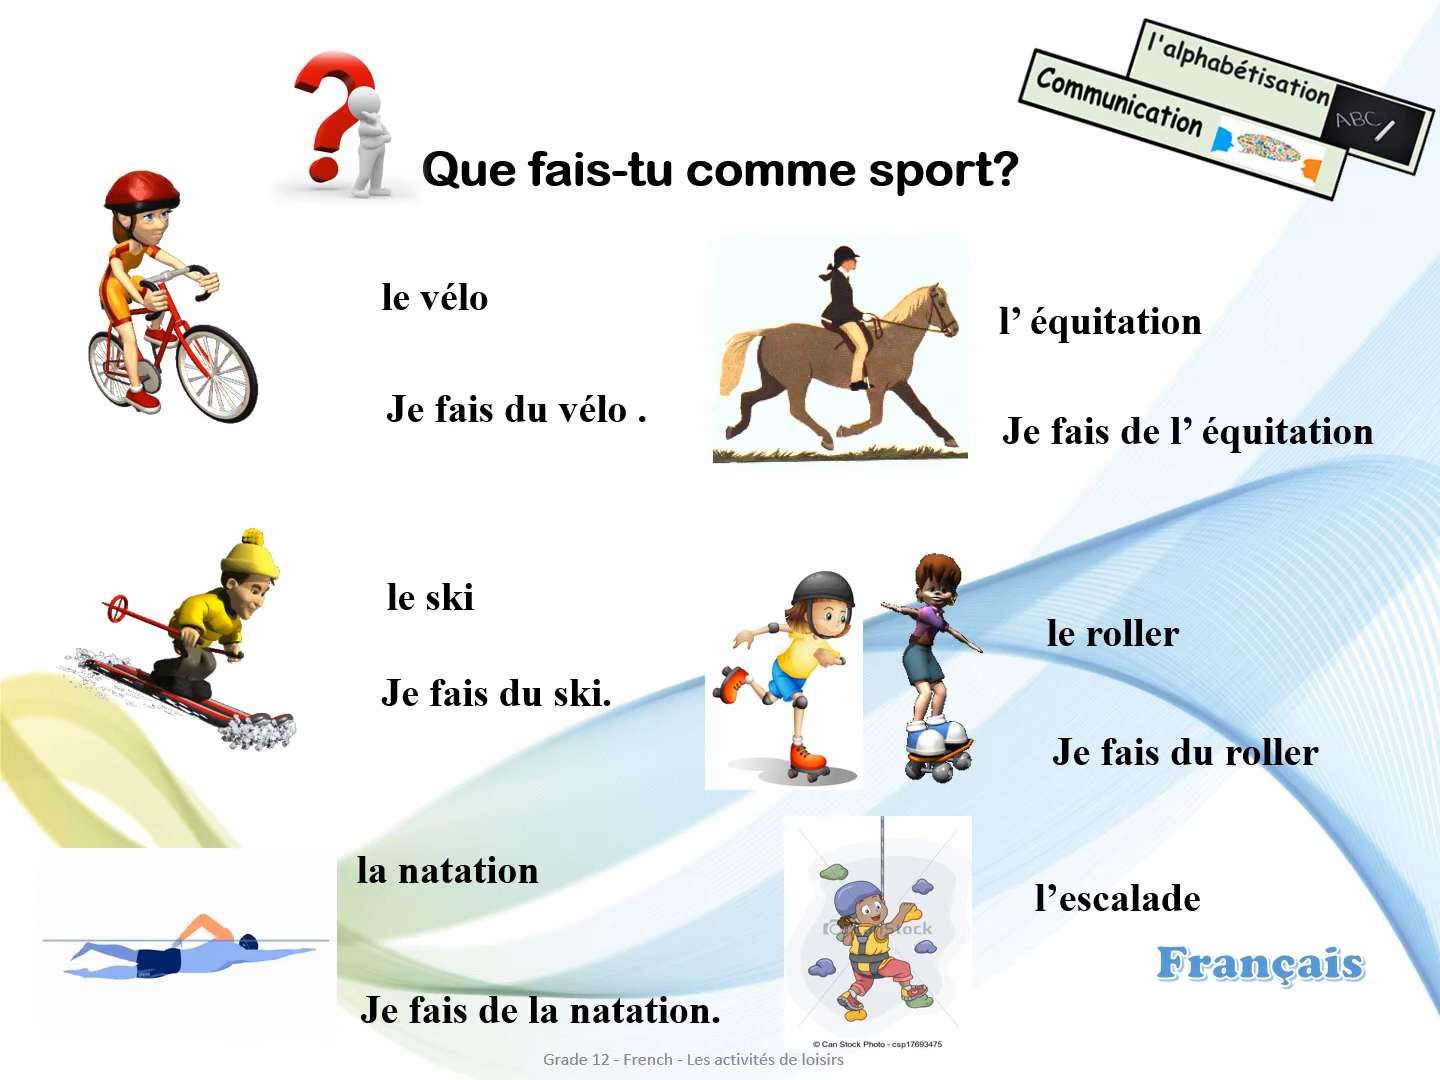 l'alphabétisation
ABC
Communication
Que fais-tu comme sport?
le vélo
Je fais du vélo .
l’ équitation
Je fais de l’ équitation
le ski
Je fais du ski.
le roller
Je fais du roller
la natation
Je fais de la natation.
l’escalade
CanStock
© Can Stock Photo - csp17693475
Français
Grade 12 - French - Les activités de loisirs